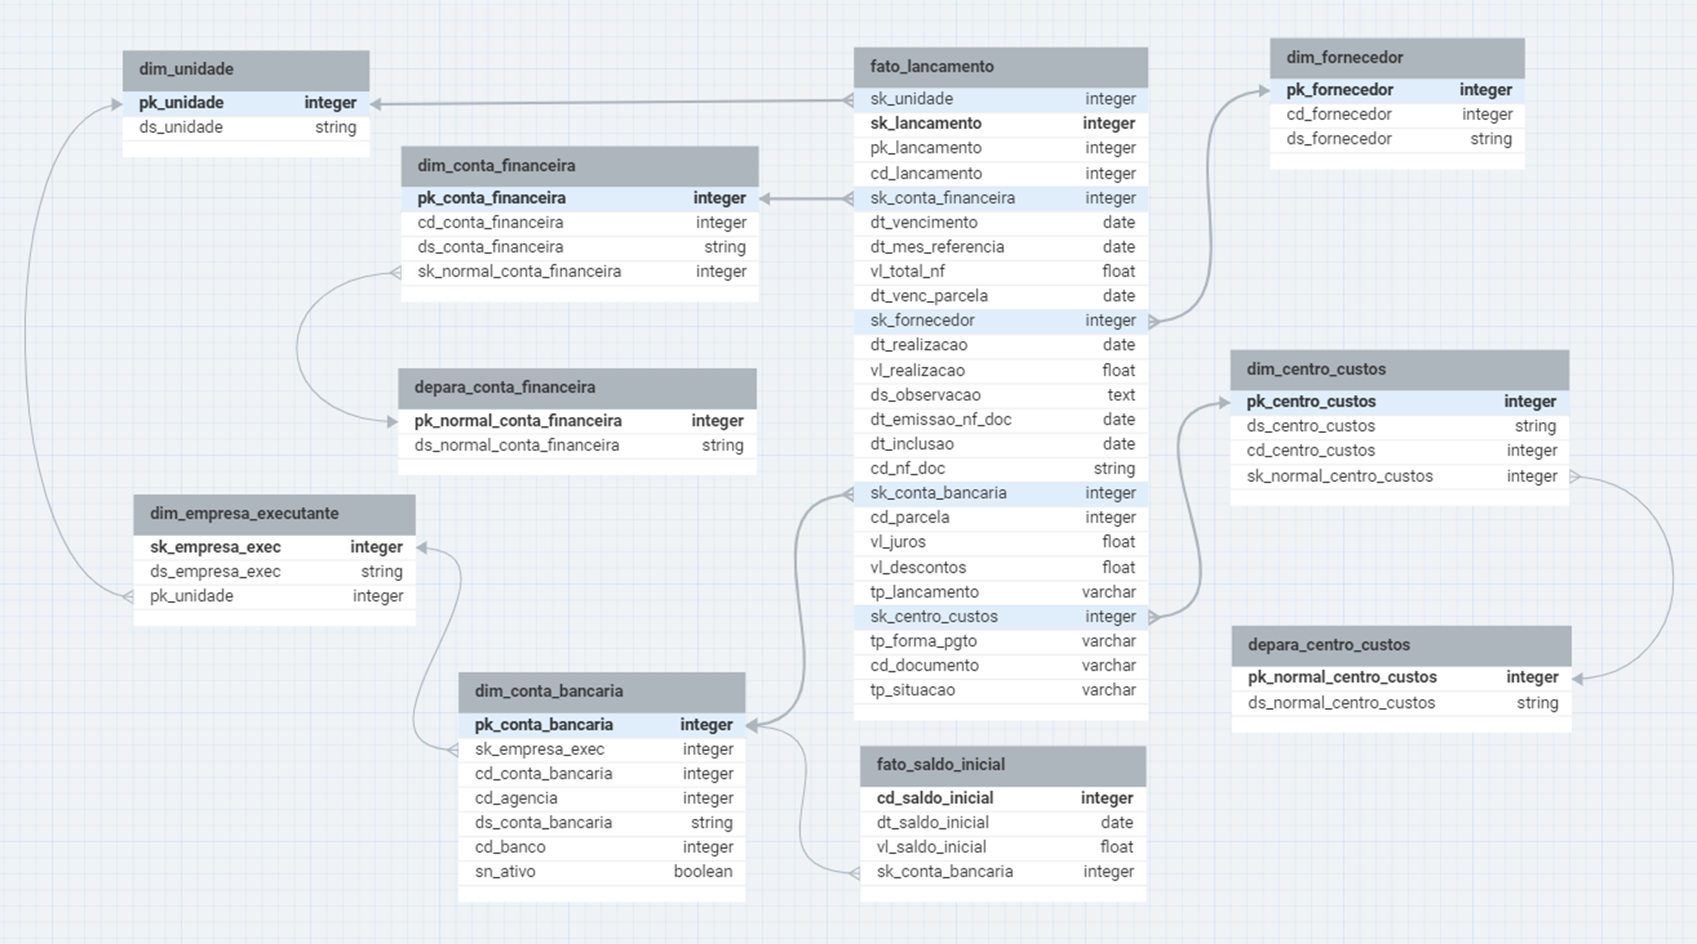 dim_unidade
pk_unidade integer
ds_unidade string
dim_conta_financeira
pk_conta_financeira integer
cd_conta_financeira integer
ds_conta_financeira string
sk_normal_conta_financeira integer
depara_conta_financeira
pk_normal_conta_financeira integer
ds_normal_conta_financeira string
dim_empresa_executante
sk_empresa_exec integer
ds_empresa_exec string
pk_unidade integer
dim_conta_bancaria
pk_conta_bancaria integer
sk_empresa_exec integer
cd_conta_bancaria integer
cd_agencia integer
ds_conta_bancaria string
cd_banco integer
sn_ativo boolean
fato_lancamento
sk_unidade integer
sk_lancamento integer
pk_lancamento integer
cd_lancamento integer
sk_conta_financeira integer
dt_vencimento date
dt_mes_referencia date
vl_total_nf float
dt_venc_parcela date
sk_fornecedor integer
dt_realizacao date
vl_realizacao float
ds_observacao text
dt_emissao_nf_doc date
dt_inclusao date
cd_nf_doc string
sk_conta_bancaria integer
cd_parcela integer
vl_juros float
vl_descontos float
tp_lancamento varchar
sk_centro_custos integer
tp_forma_pgto varchar
cd_documento varchar
tp_situacao varchar
fato_saldo_inicial
cd_saldo_inicial integer
dt_saldo_inicial date
vl_saldo_inicial float
sk_conta_bancaria integer
dim_fornecedor
pk_fornecedor integer
cd_fornecedor integer
ds_fornecedor string
dim_centro_custos
pk_centro_custos integer
ds_centro_custos string
cd_centro_custos integer
sk_normal_centro_custos integer
depara_centro_custos
pk_normal_centro_custos integer
ds_normal_centro_custos string